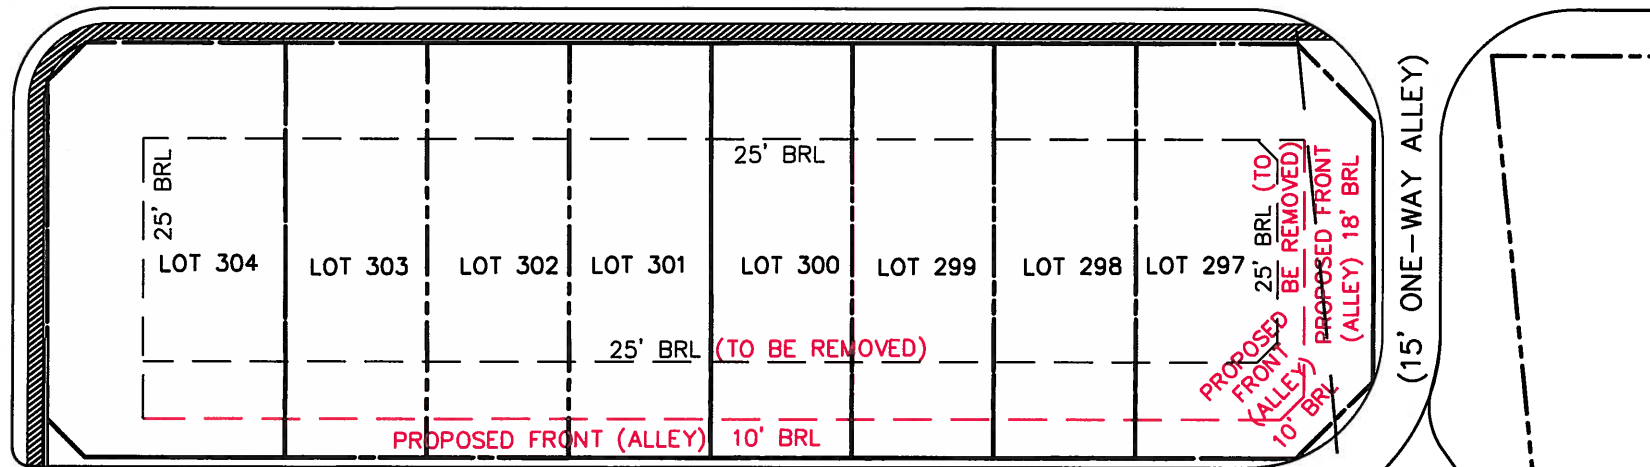 25' BRL
25' BRL
LOT 304
LOT 303
LOT 302
LOT 301
LOT 300
LOT 299
LOT 298
LOT 297
25' BRL (TO
BE REMOVED)
PROPOSED FRONT
(ALLEY) 18' BRL
(15' ONE-WAY ALLEY)
25' BRL (TO BE REMOVED)
PROPOSED
FRONT
(ALLEY)
10' BRL
PROPOSED FRONT (ALLEY) 10' BRL